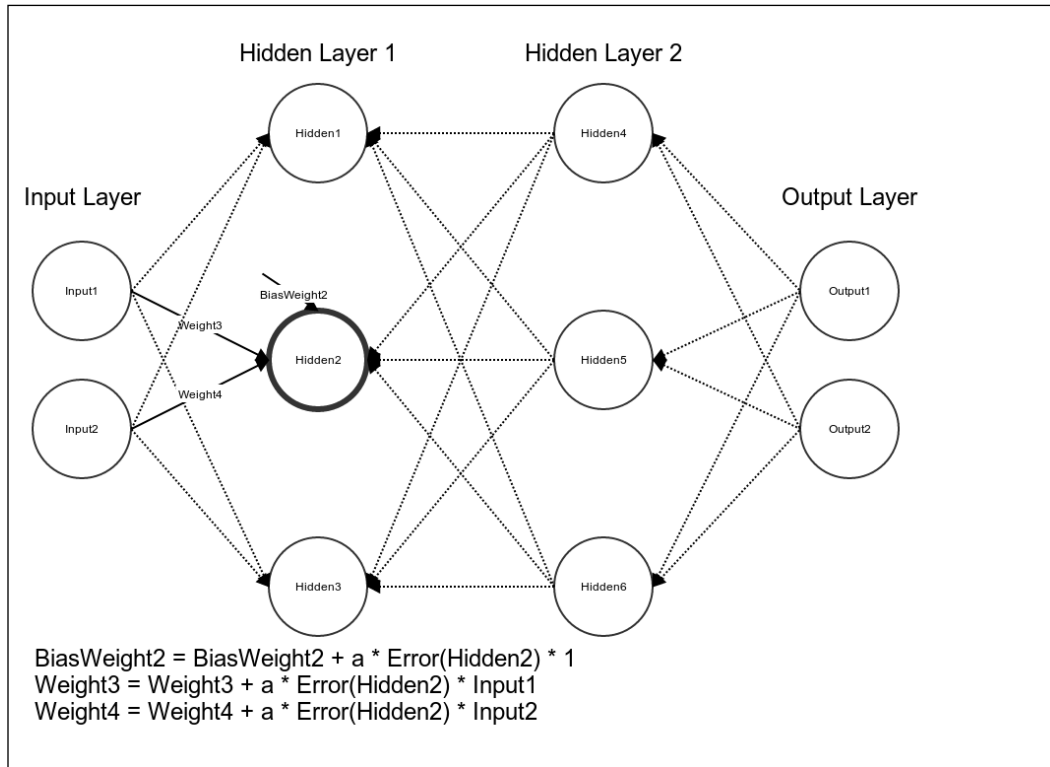 Hidden Layer 1
Hidden Layer 2
Hidden1
Hidden4
Input Layer
Output Layer
Input1
BiasWeight2
Output1
Weight3
Hidden2
Hidden5
Weight4
Input2
Output2
Hidden3
Hidden6
BiasWeight2 = BiasWeight2 + a * Error(Hidden2) * 1
Weight3 = Weight3 + a * Error(Hidden2) * Input1
Weight4 = Weight4 + a * Error(Hidden2) * Input2